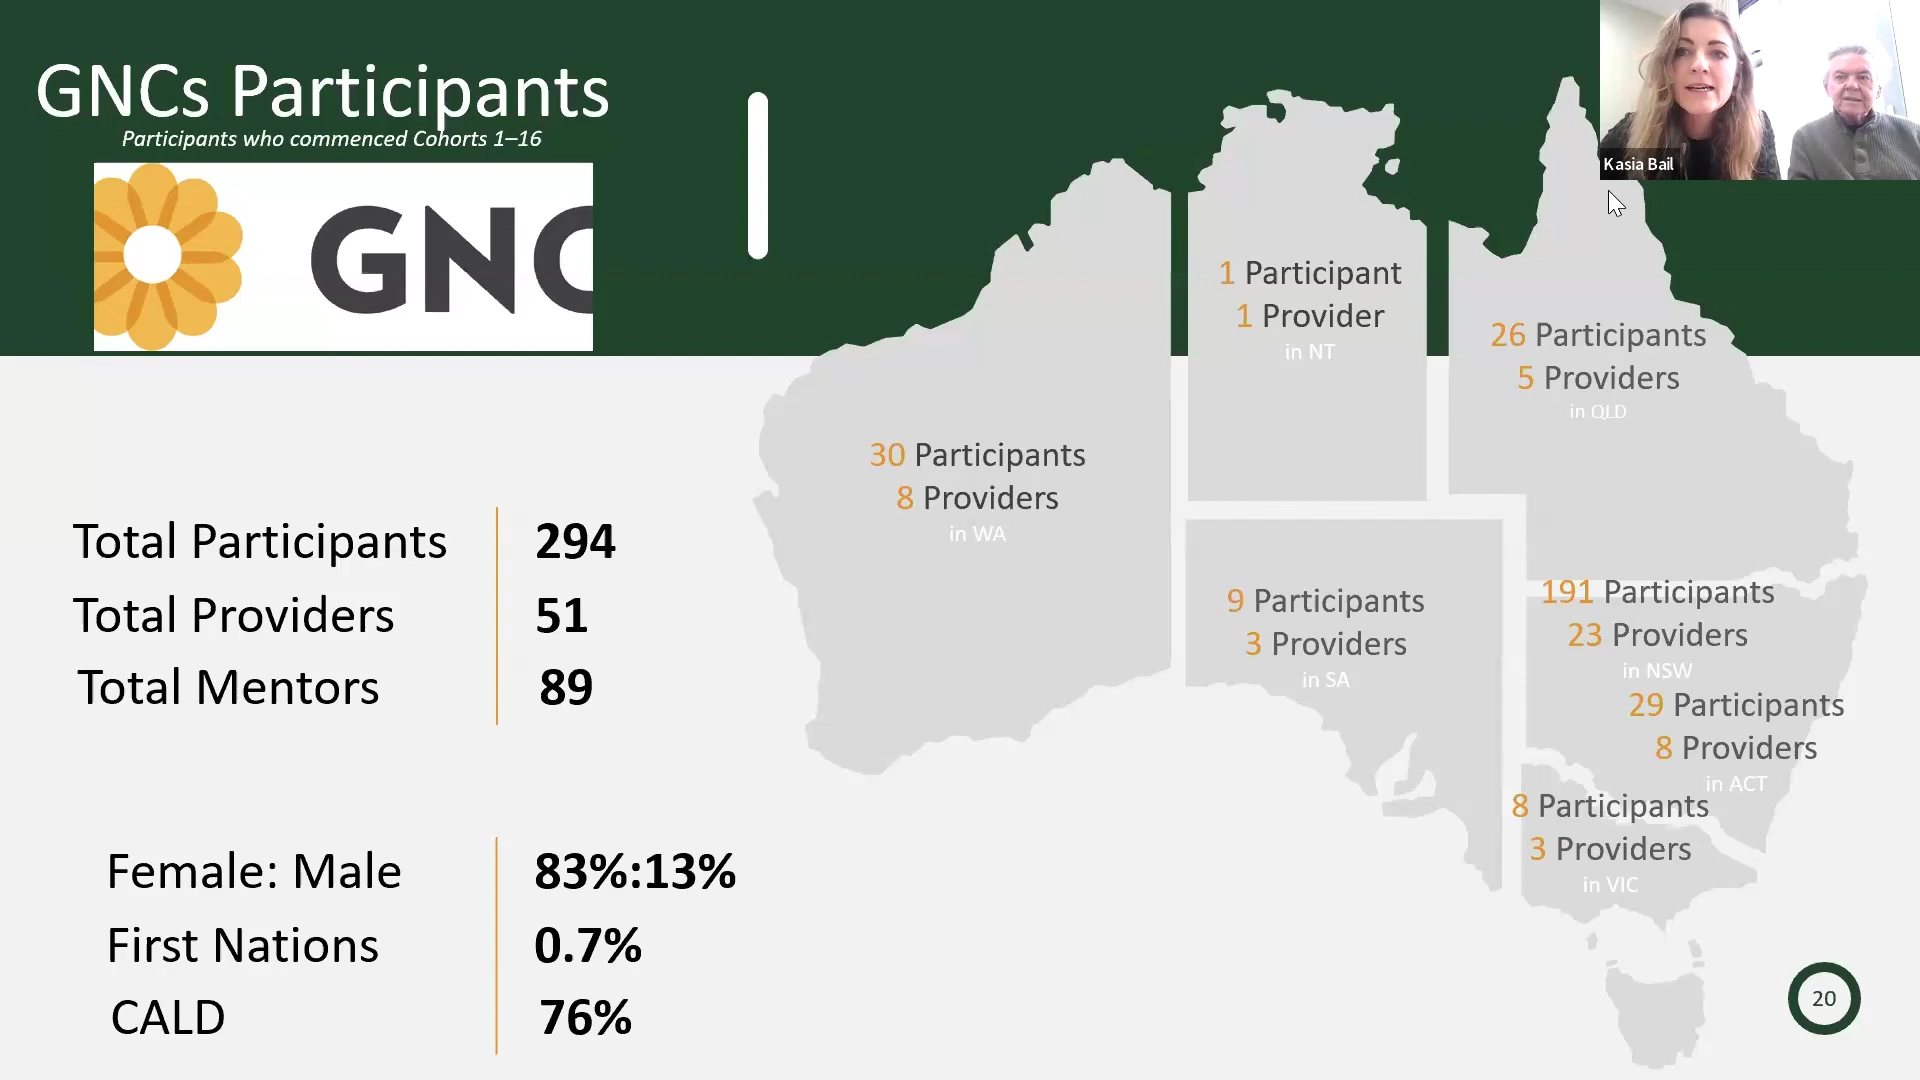 GNCs Participants
Participants who commenced Cohorts 1–16
GNC
Kasia Bail
1 Participant
1 Provider
in NT
26 Participants
5 Providers
in QLD
30 Participants
8 Providers
in WA
9 Participants
3 Providers
in SA
191 Participants
23 Providers
in NSW
29 Participants
8 Providers
in ACT
8 Participants
3 Providers
in VIC
Total Participants 294
Total Providers 51
Total Mentors 89
Female: Male 83%:13%
First Nations 0.7%
CALD 76%
20